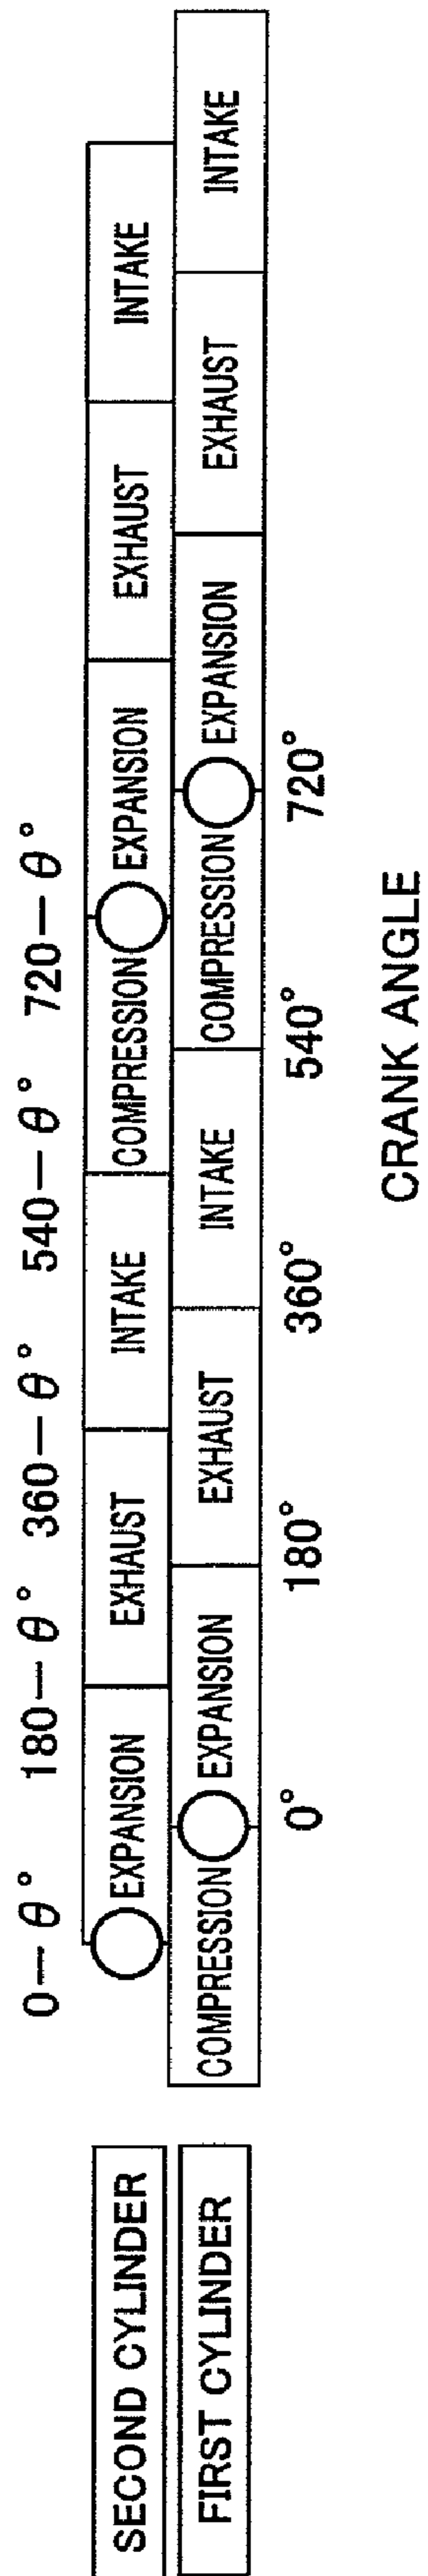 0−θ° 180−θ° 360−θ° 540−θ° 720−θ°
SECOND CYLINDER EXPANSION EXHAUST INTAKE COMPRESSION EXPANSION EXHAUST INTAKE
FIRST CYLINDER COMPRESSION EXPANSION EXHAUST INTAKE COMPRESSION EXPANSION EXHAUST INTAKE
0° 180° 360° 540° 720°
CRANK ANGLE